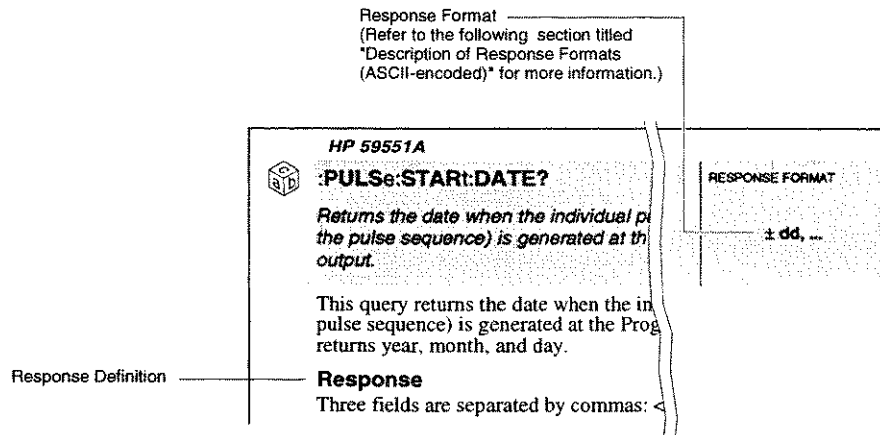 Response Format
(Refer to the following section titled
"Description of Response Formats
(ASCII-encoded)" for more information.)
HP 59551A
:PULSe:STARt:DATE?
RESPONSE FORMAT
Returns the date when the individual
the pulse sequence) is generated at
± dd, ...
output.
This query returns the date when the
pulse sequence) is generated at the
returns year, month, and day.
Response Definition
Response
Three fields are separated by commas: <